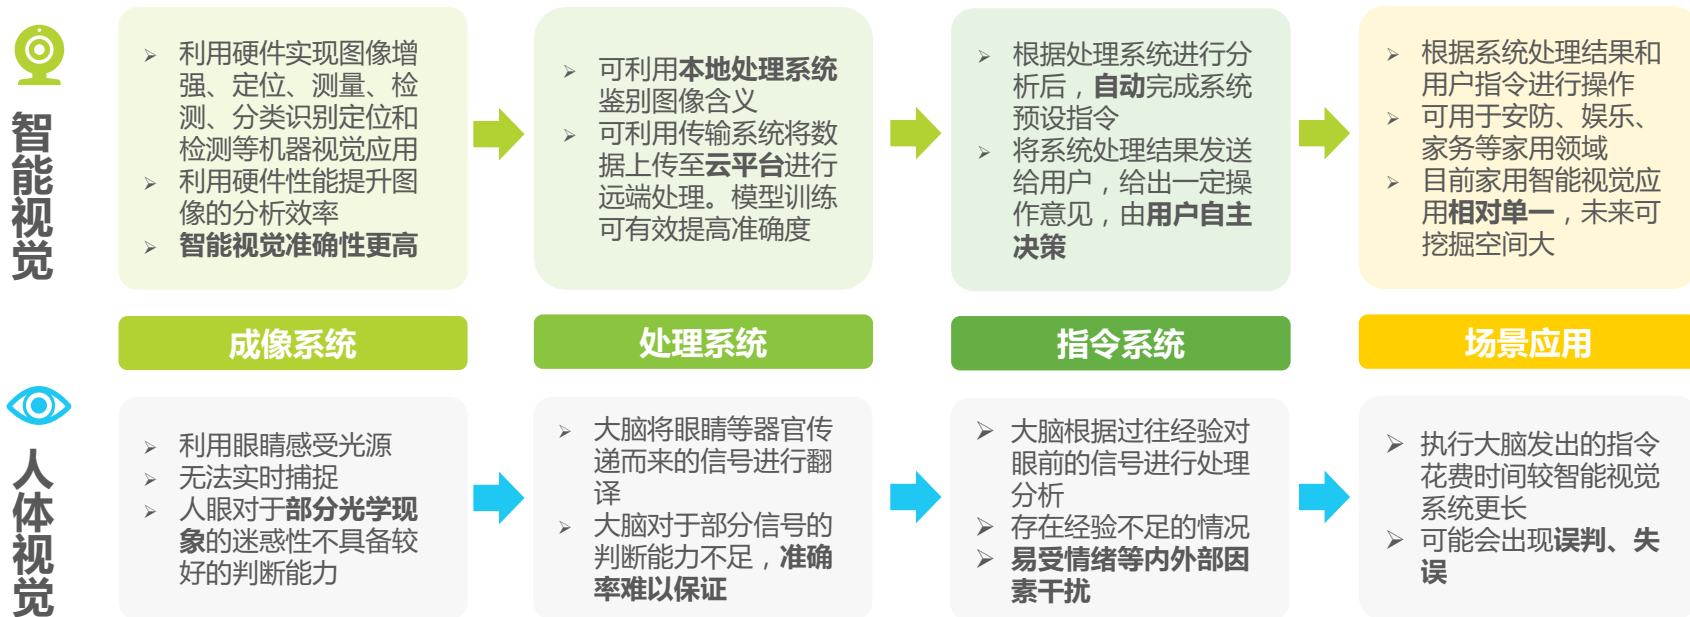 智能视觉
利用硬件实现图像增
强、定位、测量、检
测、分类识别定位和
检测等机器视觉应用
利用硬件性能提升图
像的分析效率
智能视觉准确性更高
可利用本地处理系统
鉴别图像含义
可利用传输系统将数
据上传至云平台进行
远端处理。模型训练
可有效提高准确度
根据处理系统进行分
析后，自动完成系统
预设指令
将系统处理结果发送
给用户，给出一定操
作意见，由用户自主
决策
根据系统处理结果和
用户指令进行操作
可用于安防、娱乐、
家务等家用领域
目前家用智能视觉应
用相对单一，未来可
挖掘空间大
成像系统
处理系统
指令系统
场景应用
人体视觉
利用眼睛感受光源
无法实时捕捉
人眼对于部分光学现
象的迷惑性不具备较
好的判断能力
大脑将眼睛等器官传
递而来的信号进行翻
译
大脑对于部分信号的
判断能力不足，准确
率难以保证
大脑根据过往经验对
眼前的信号进行处理
分析
存在经验不足的情况
易受情绪等内外部因
素干扰
执行大脑发出的指令
花费时间较智能视觉
系统更长
可能会出现误判、失
误